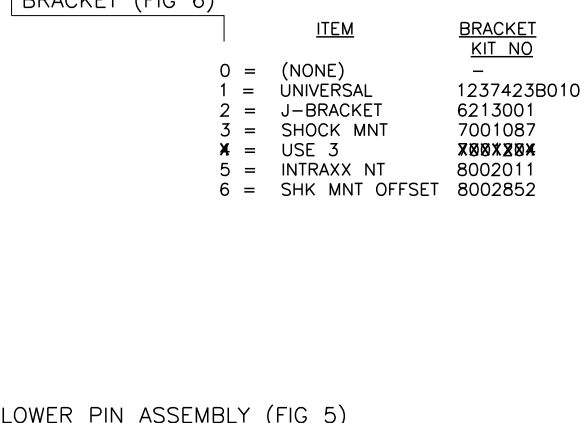 BRACKET (FIG 6)
ITEM BRACKET
KIT NO
0 = (NONE) –
1 = UNIVERSAL 1237423B010
2 = J-BRACKET 6213001
3 = SHOCK MNT 7001087
= USE 3
5 = INTRAXX NT 8002011
6 = SHK MNT OFFSET 8002852
LOWER PIN ASSEMBLY (FIG 5)